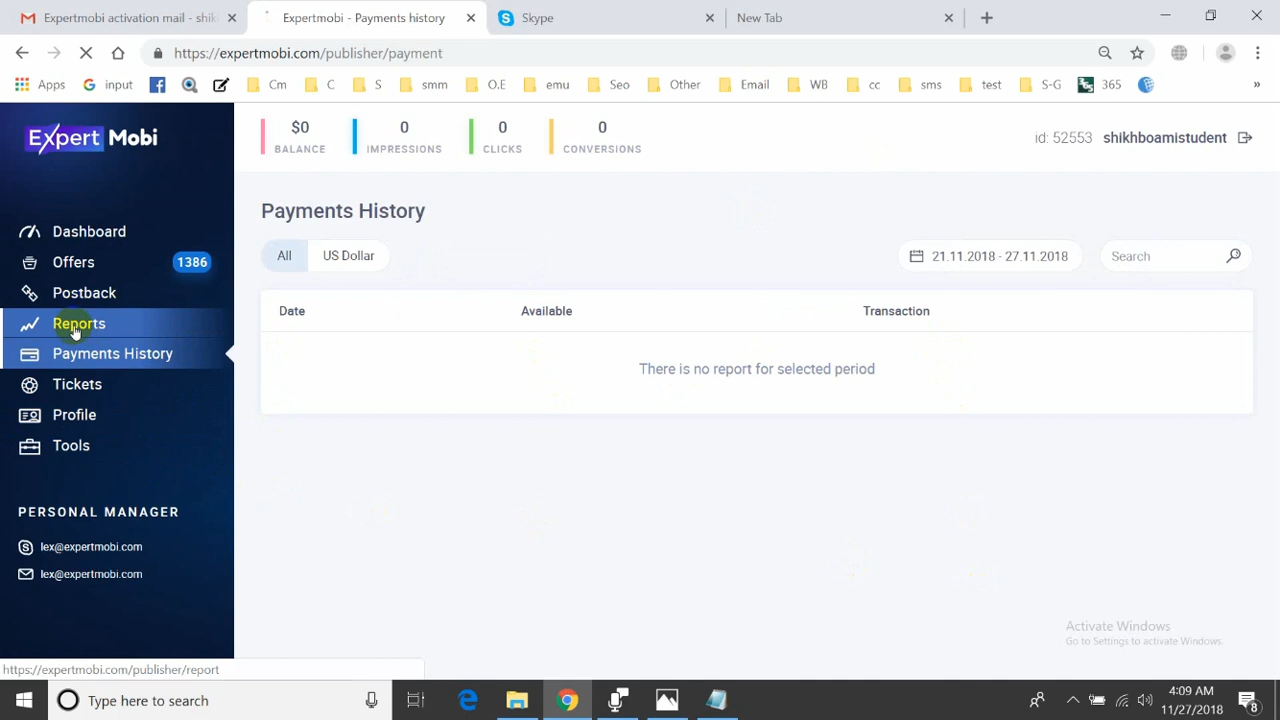 Expertmobi activation mail - shik
Expertmobi - Payments history
Skype
New Tab
https://expertmobi.com/publisher/payment
Apps
input
Cm
C
S
smm
O.E
emu
Seo
Other
Email
WB
cc
sms
test
S-G
365
»
Expert Mobi
$0
BALANCE
0
IMPRESSIONS
0
CLICKS
0
CONVERSIONS
id: 52553 shikhboamistudent
Dashboard
Offers 1386
Postback
Reports
Payments History
Tickets
Profile
Tools
PERSONAL MANAGER
lex@expertmobi.com
lex@expertmobi.com
Payments History
All
US Dollar
21.11.2018 - 27.11.2018
Search
Date
Available
Transaction
There is no report for selected period
Activate Windows
Go to Settings to activate Windows.
https://expertmobi.com/publisher/report
Type here to search
4:09 AM
11/27/2018
8